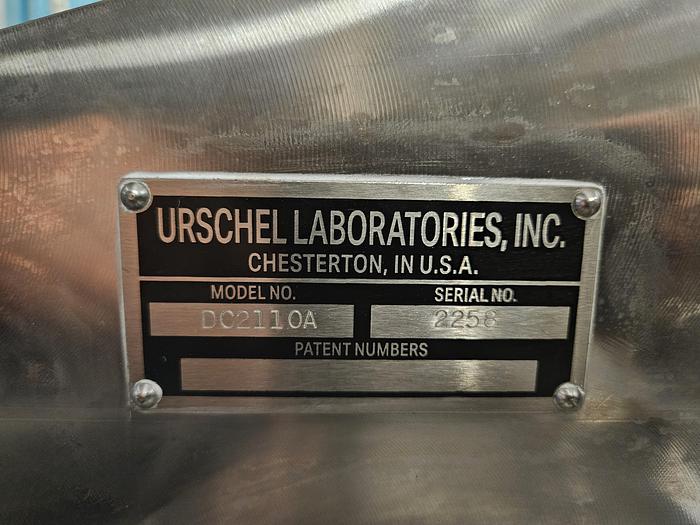 URSCHEL LABORATORIES, INC.
CHESTERTON, IN U.S.A.
MODEL NO. SERIAL NO.
DC2110A 2258
PATENT NUMBERS